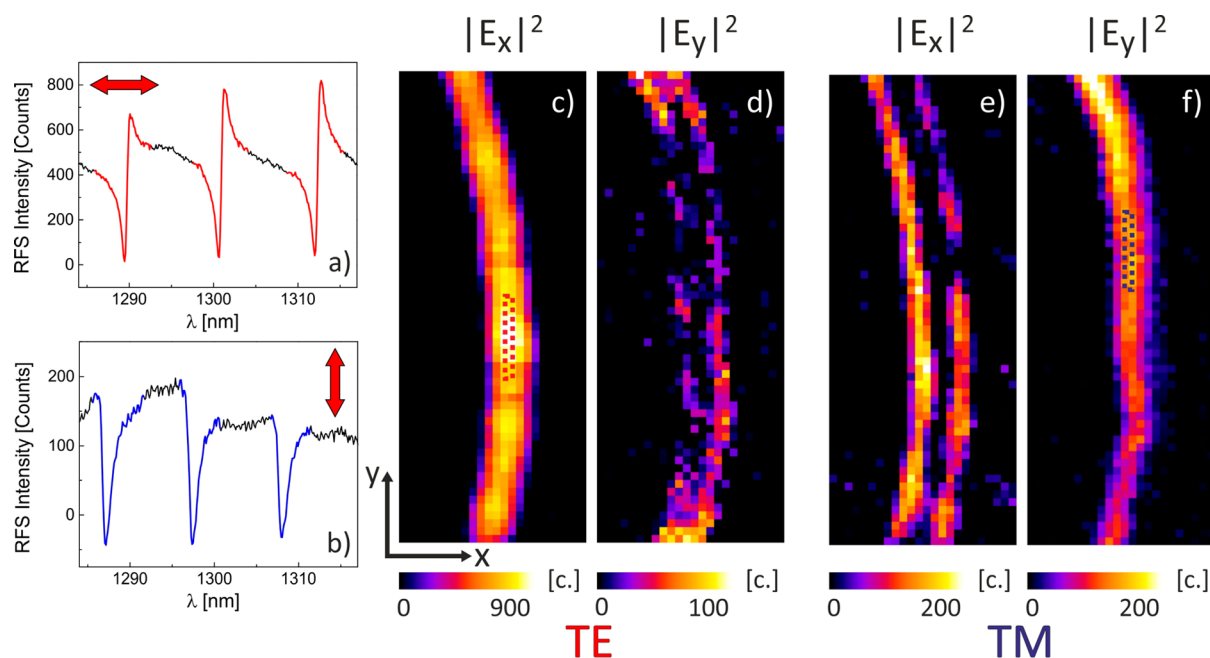 |Eₓ|² |E_y|² |Eₓ|² |E_y|²
RFS Intensity [Counts]
800
600
400
200
0
a)
1290 1300 1310
λ [nm]
RFS Intensity [Counts]
200
100
0
b)
1290 1300 1310
λ [nm]
c) d) e) f)
y
x
[c.] [c.] [c.] [c.]
0 900 0 100 0 200 0 200
TE TM